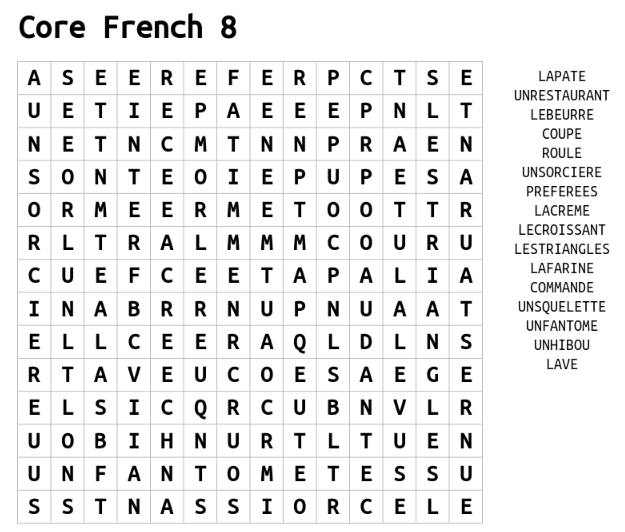 Core French 8
A S E E R E F E R P C T S E
U E T I E P A E E E P N L T
N E T N C M T N N P R A E N
S O N T E O I E P U P E S A
O R M E E R M E T O O T T R
R L T R A L M M M C O U R U
C U E F C E E T A P A L I A
I N A B R R N U P N U A A T
E L L C E E R A Q L D L N S
R T A V E U C O E S A E G E
E L S I C Q R C U B N V L R
U O B I H N U R T L T U E N
U N F A N T O M E T E S S U
S S T N A S S I O R C E L E
LAPATE
UNRESTAURANT
LEBEURRE
COUPE
ROULE
UNSORCIERE
PREFEREES
LACREME
LECROISSANT
LESTRIANGLES
LAFARINE
COMMANDE
UNSQUELETTE
UNFANTOME
UNHIBOU
LAVE